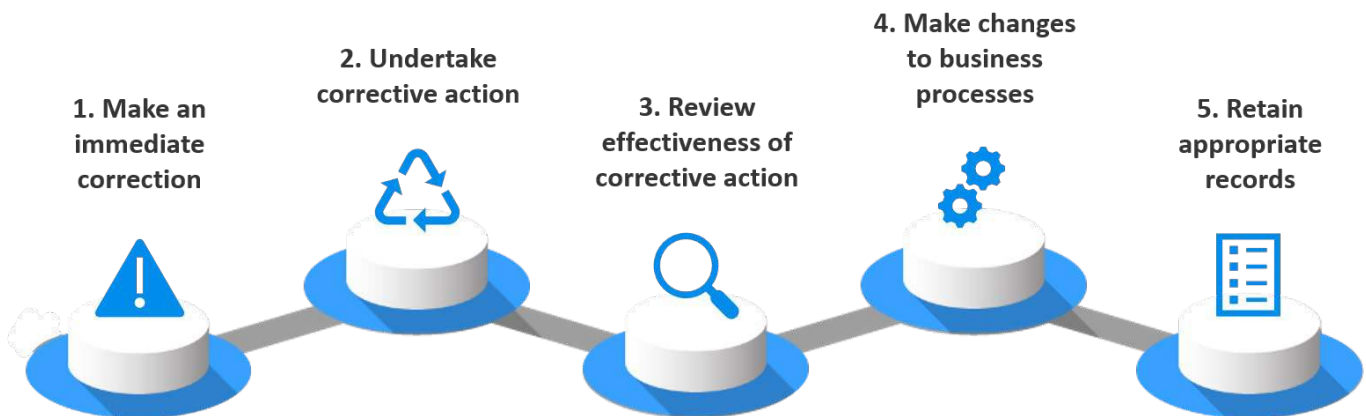 1. Make an
immediate
correction
2. Undertake
corrective action
3. Review
effectiveness of
corrective action
4. Make changes
to business
processes
5. Retain
appropriate
records